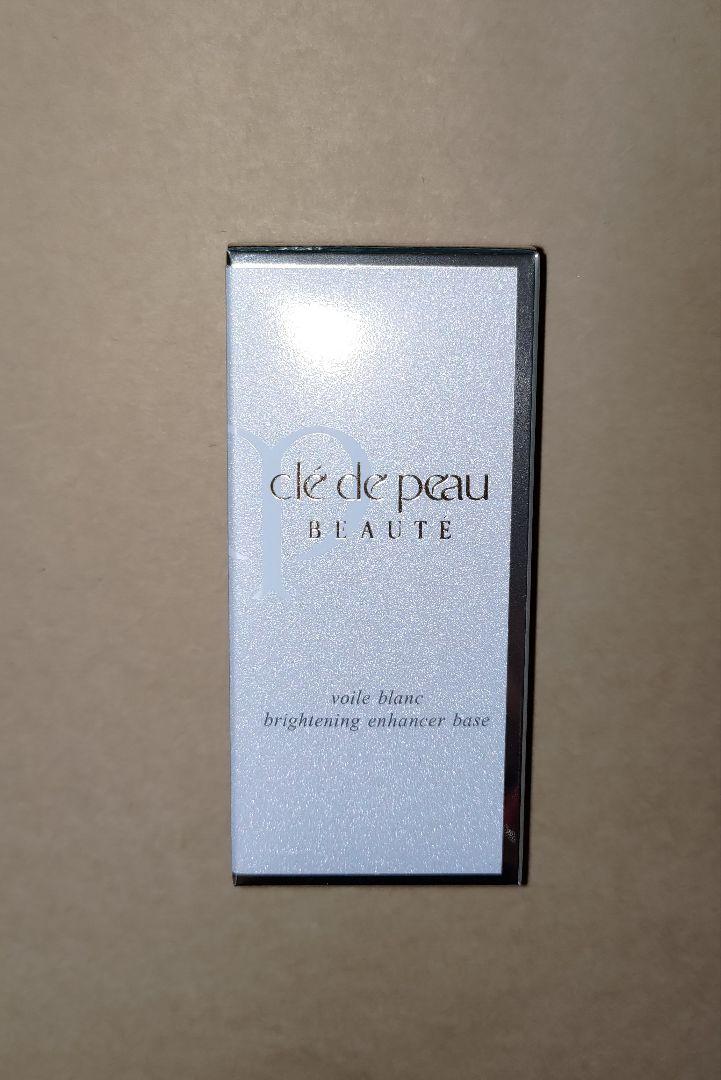 clé de peau
BEAUTÉ
voile blanc
brightening enhancer base